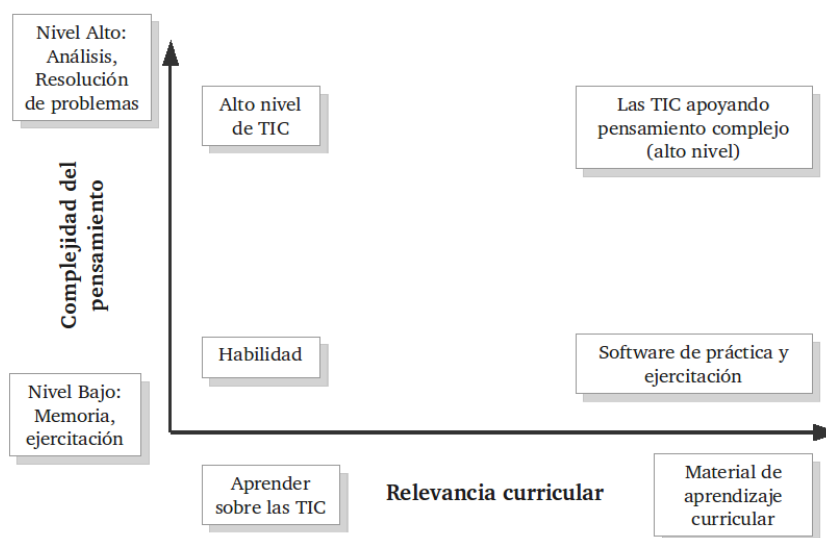 Nivel Alto:
Análisis,
Resolución
de problemas
Alto nivel
de TIC
Las TIC apoyando
pensamiento complejo
(alto nivel)
Complejidad del
pensamiento
Habilidad
Software de práctica y
ejercitación
Nivel Bajo:
Memoria,
ejercitación
Aprender
sobre las TIC
Relevancia curricular
Material de
aprendizaje
curricular